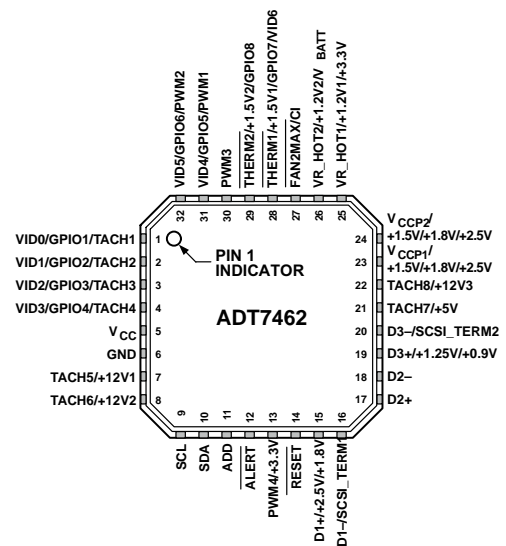 VID5/GPIO6/PWM2
VID4/GPIO5/PWM1
PWM3
THERM2/+1.5V2/GPIO8
THERM1/+1.5V1/GPIO7/VID6
FAN2MAX/CI
VR_HOT2/+1.2V2/VBATT
VR_HOT1/+1.2V1/+3.3V
32
31
30
29
28
27
26
25
VID0/GPIO1/TACH1
VID1/GPIO2/TACH2
VID2/GPIO3/TACH3
VID3/GPIO4/TACH4
VCC
GND
TACH5/+12V1
TACH6/+12V2
1
2
3
4
5
6
7
8
PIN 1
INDICATOR
ADT7462
24
23
22
21
20
19
18
17
VCCP2/
+1.5V/+1.8V/+2.5V
VCCP1/
+1.5V/+1.8V/+2.5V
TACH8/+12V3
TACH7/+5V
D3–/SCSI_TERM2
D3+/+1.25V/+0.9V
D2–
D2+
9
10
11
12
13
14
15
16
SCL
SDA
ADD
ALERT
PWM4/+3.3V
RESET
D1+/+2.5V/+1.8V
D1–/SCSI_TERM1